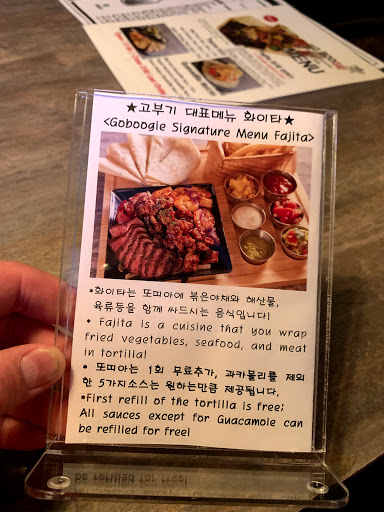 MENU
★고부기 대표메뉴 화이타★
<Goboogie Signature Menu Fajita>
*화이타는 또띠아에 볶은야채와 해산물,
육류등을 함께 싸드시는 음식입니다!
* Fajita is a cuisine that you wrap
fried vegetables, seafood, and meat
in tortilla!
* 또띠아는 1회 무료추가, 과카몰리를 제외
한 5가지소스는 원하는만큼 제공됩니다.
*First refill of the tortilla is free;
All sauces except for Guacamole can
be refilled for free!